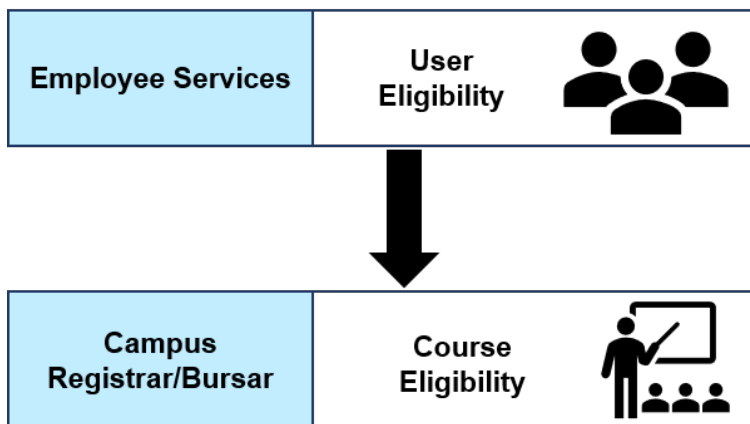 Employee Services
User
Eligibility
Campus
Registrar/Bursar
Course
Eligibility